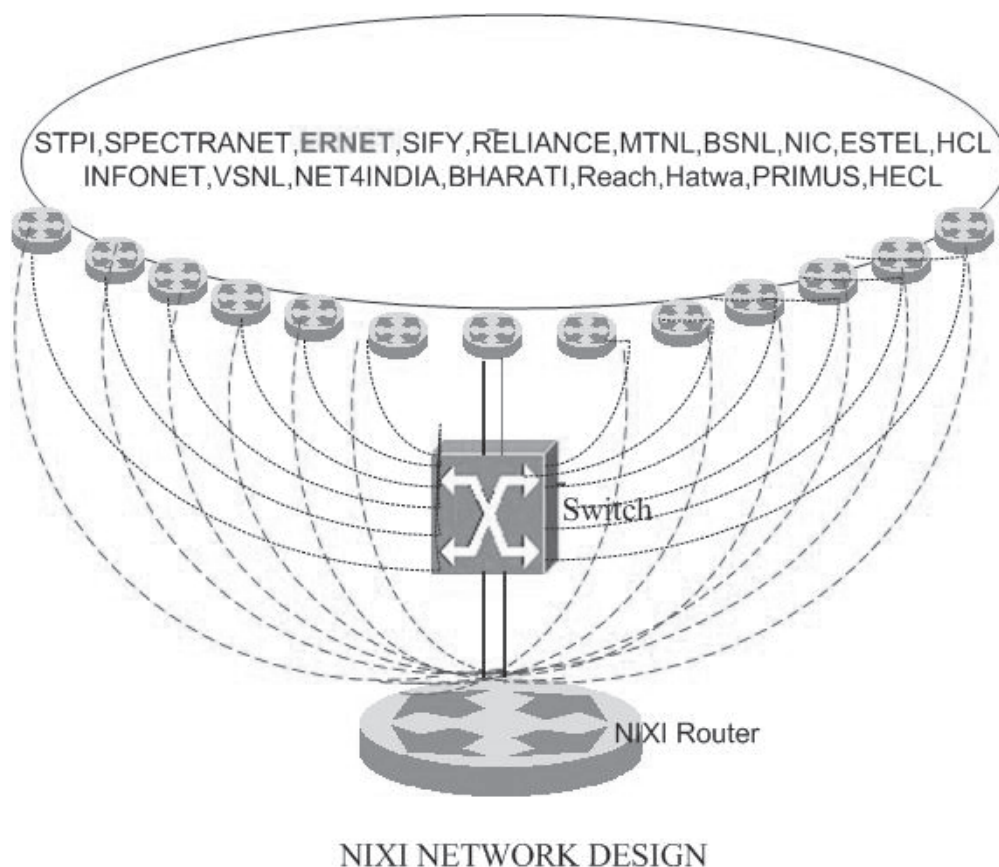 STPI,SPECTRANET,ERNET,SIFY,RELIANCE,MTNL,BSNL,NIC,ESTEL,HCL
INFONET,VSNL,NET4INDIA,BHARATI,Reach,Hatwa,PRIMUS,HECL
Switch
NIXI Router
NIXI NETWORK DESIGN